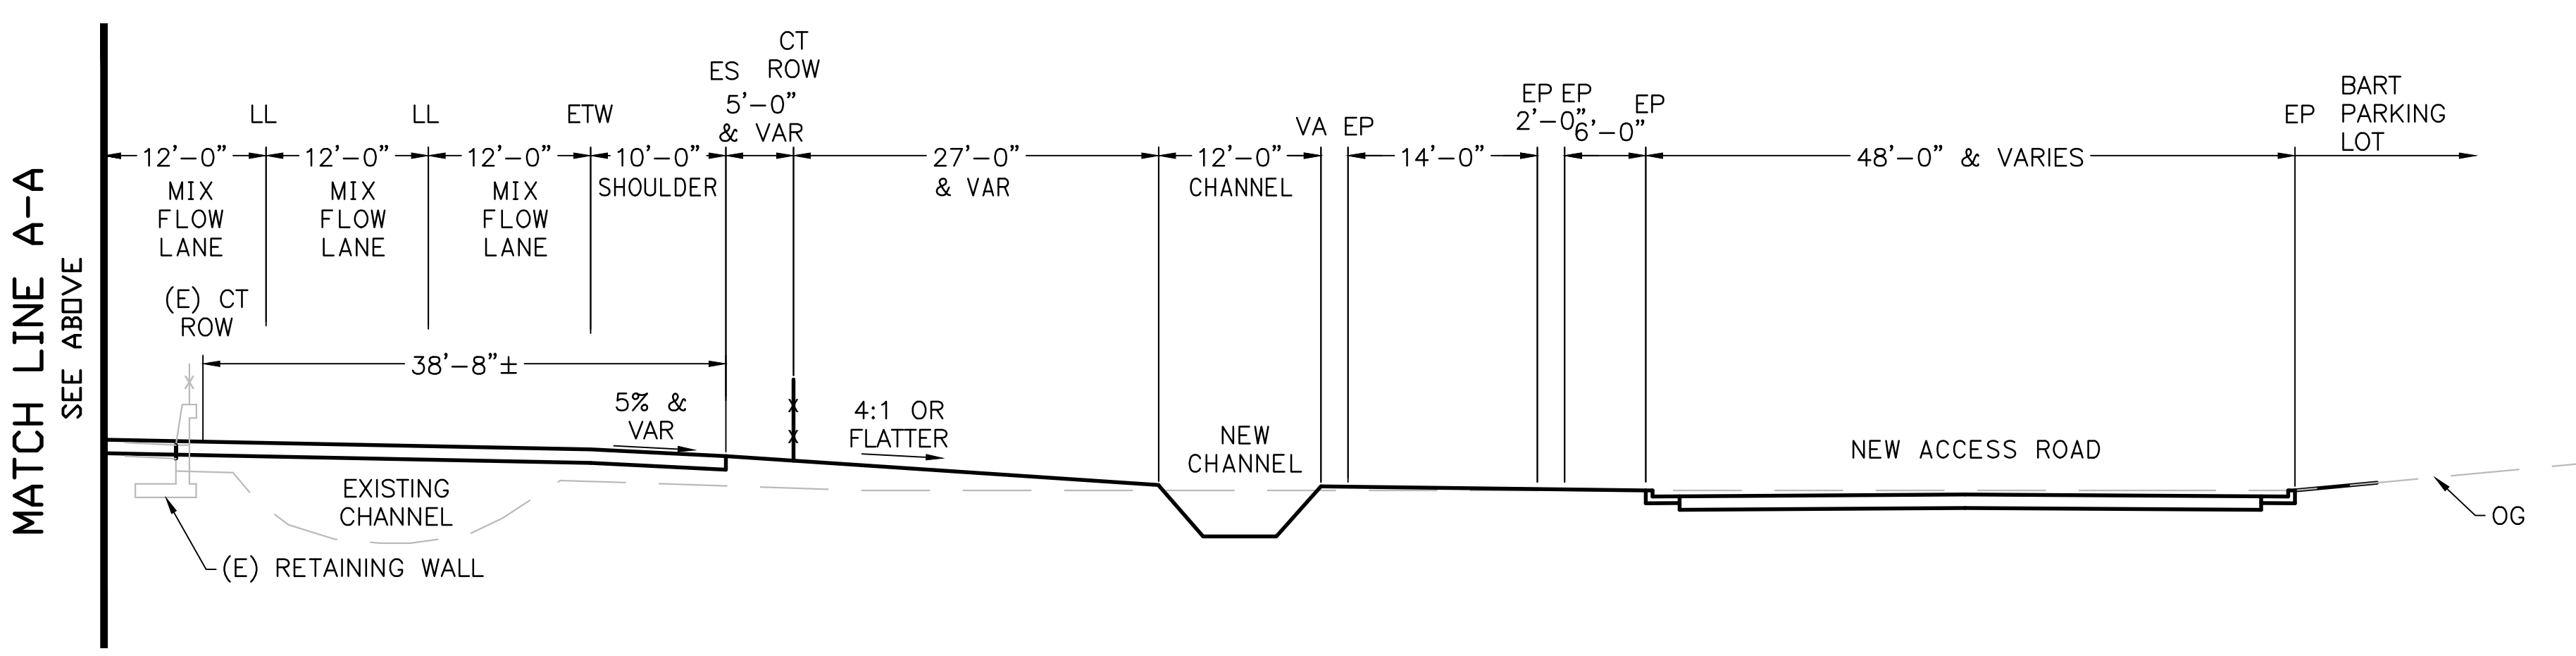 MATCH LINE A-A
SEE ABOVE
LL
LL
ETW
ES
CT
ROW
5'-0"
& VAR
VA
EP
EP
EP
2'-0"
6'-0"
EP
EP
BART
PARKING
LOT
12'-0"
12'-0"
12'-0"
10'-0"
27'-0"
12'-0"
14'-0"
48'-0" & VARIES
MIX
FLOW
LANE
MIX
FLOW
LANE
MIX
FLOW
LANE
SHOULDER
& VAR
CHANNEL
(E) CT
ROW
38'-8"±
5% &
VAR
4:1 OR
FLATTER
NEW
CHANNEL
NEW ACCESS ROAD
EXISTING
CHANNEL
OG
(E) RETAINING WALL